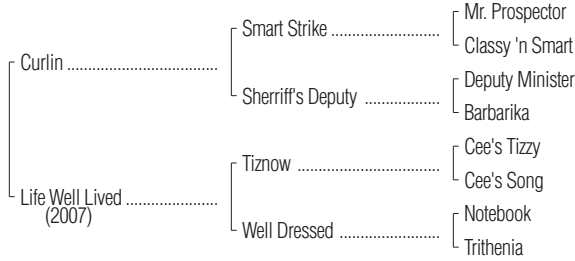 Mr. Prospector
Smart Strike ........................
Classy 'n Smart
Curlin ...................................
Deputy Minister
Sherriff's Deputy .................
Barbarika
Cee's Tizzy
Tiznow ................................
Cee's Song
Life Well Lived .....................
(2007)
Notebook
Well Dressed ......................
Trithenia